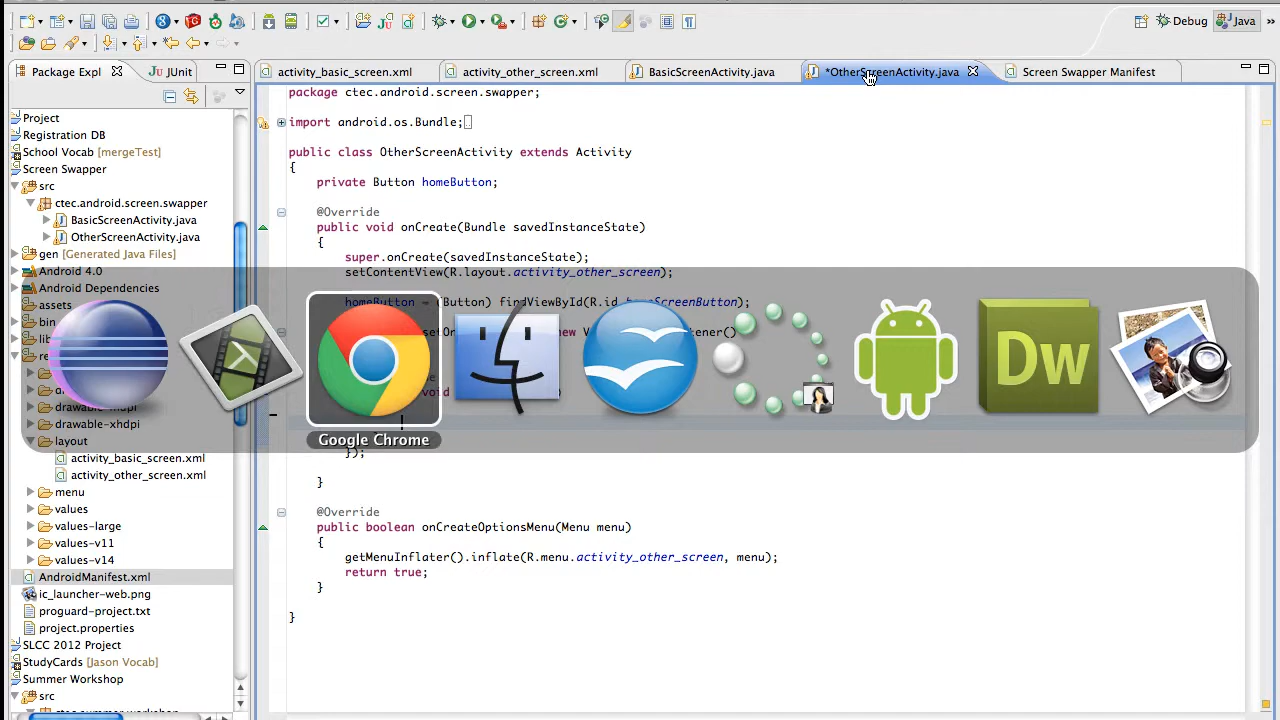 Debug
Java
Package Expl
JUnit
activity_basic_screen.xml
activity_other_screen.xml
BasicScreenActivity.java
*OtherScreenActivity.java
Screen Swapper Manifest
Project
Registration DB
School Vocab [mergeTest]
Screen Swapper
src
ctec.android.screen.swapper
BasicScreenActivity.java
OtherScreenActivity.java
gen [Generated Java Files]
Android 4.0
Android Dependencies
assets
bin
layout
activity_basic_screen.xml
activity_other_screen.xml
menu
values
values-large
values-v11
values-v14
AndroidManifest.xml
ic_launcher-web.png
proguard-project.txt
project.properties
SLCC 2012 Project
StudyCards [Jason Vocab]
Summer Workshop
src
package ctec.android.screen.swapper;
import android.os.Bundle;
public class OtherScreenActivity extends Activity
{
private Button homeButton;
@Override
public void onCreate(Bundle savedInstanceState)
{
super.onCreate(savedInstanceState);
setContentView(R.layout.activity_other_screen);
homeButton = (Button) findViewById(R.id.
});
}
@Override
public boolean onCreateOptionsMenu(Menu menu)
{
getMenuInflater().inflate(R.menu.activity_other_screen, menu);
return true;
}
}
Dw
Google Chrome